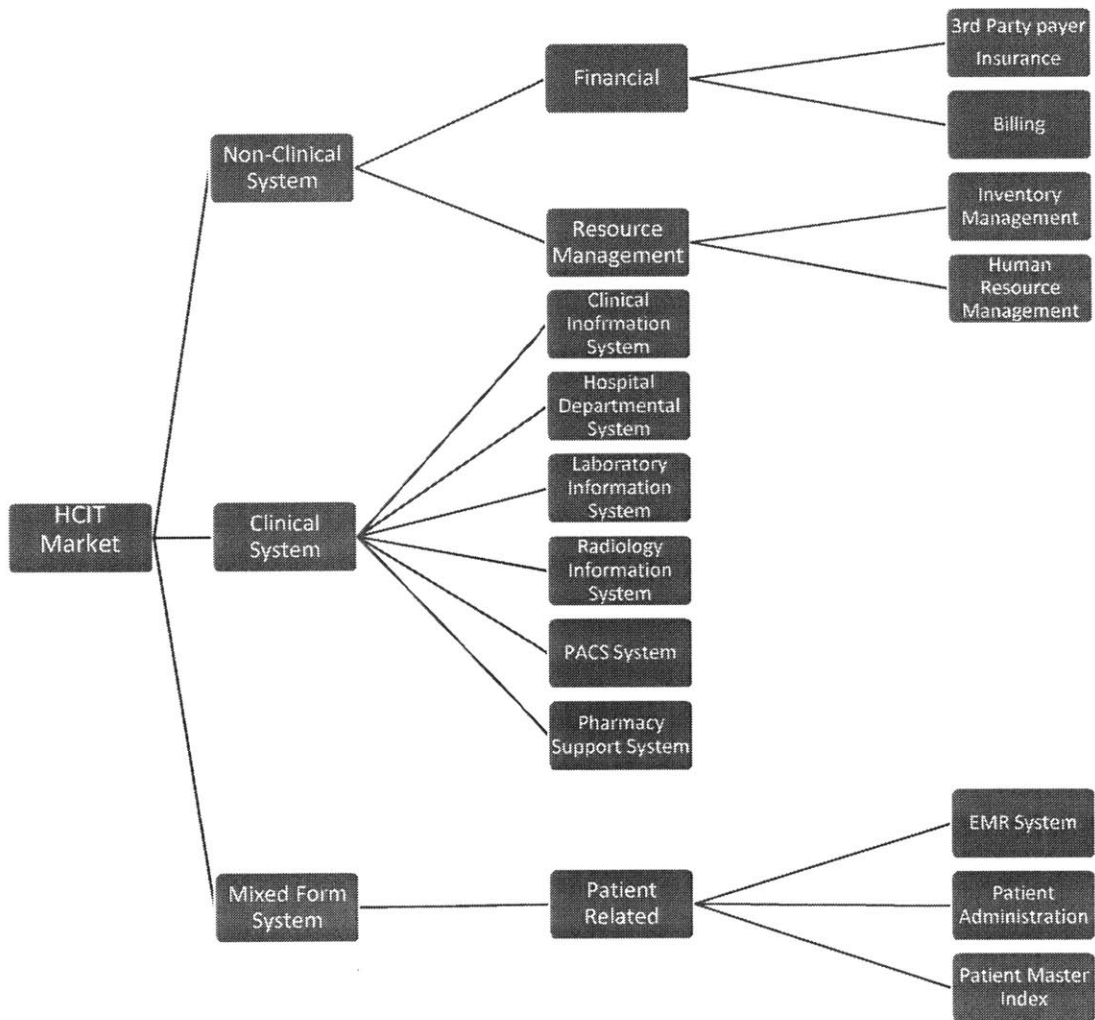 3rd Party payer
Insurance
Financial
Billing
Non-Clinical
System
Inventory
Management
Resource
Management
Human
Resource
Management
Clinical
Inofrmation
System
Hospital
Departmental
System
Laboratory
Information
System
HCIT
Market
Clinical
System
Radiology
Information
System
PACS System
Pharmacy
Support System
EMR System
Mixed Form
System
Patient
Related
Patient
Administration
Patient Master
Index